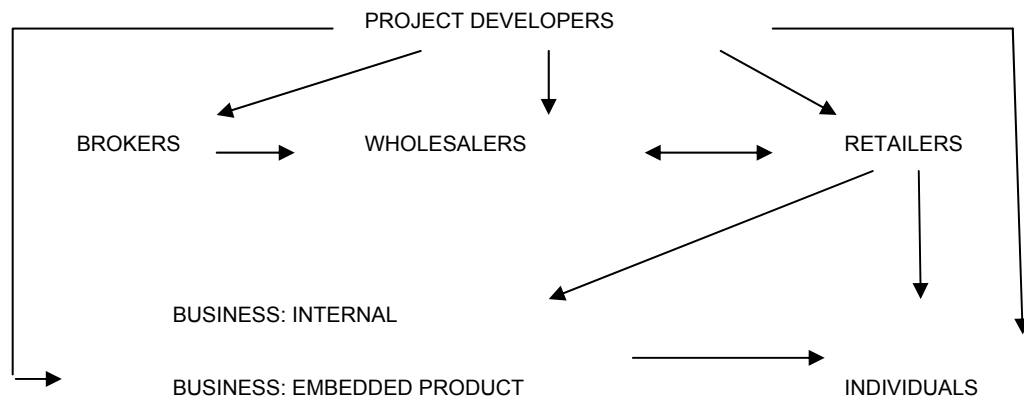 PROJECT DEVELOPERS
BROKERS
WHOLESALERS
RETAILERS
BUSINESS: INTERNAL
BUSINESS: EMBEDDED PRODUCT
INDIVIDUALS